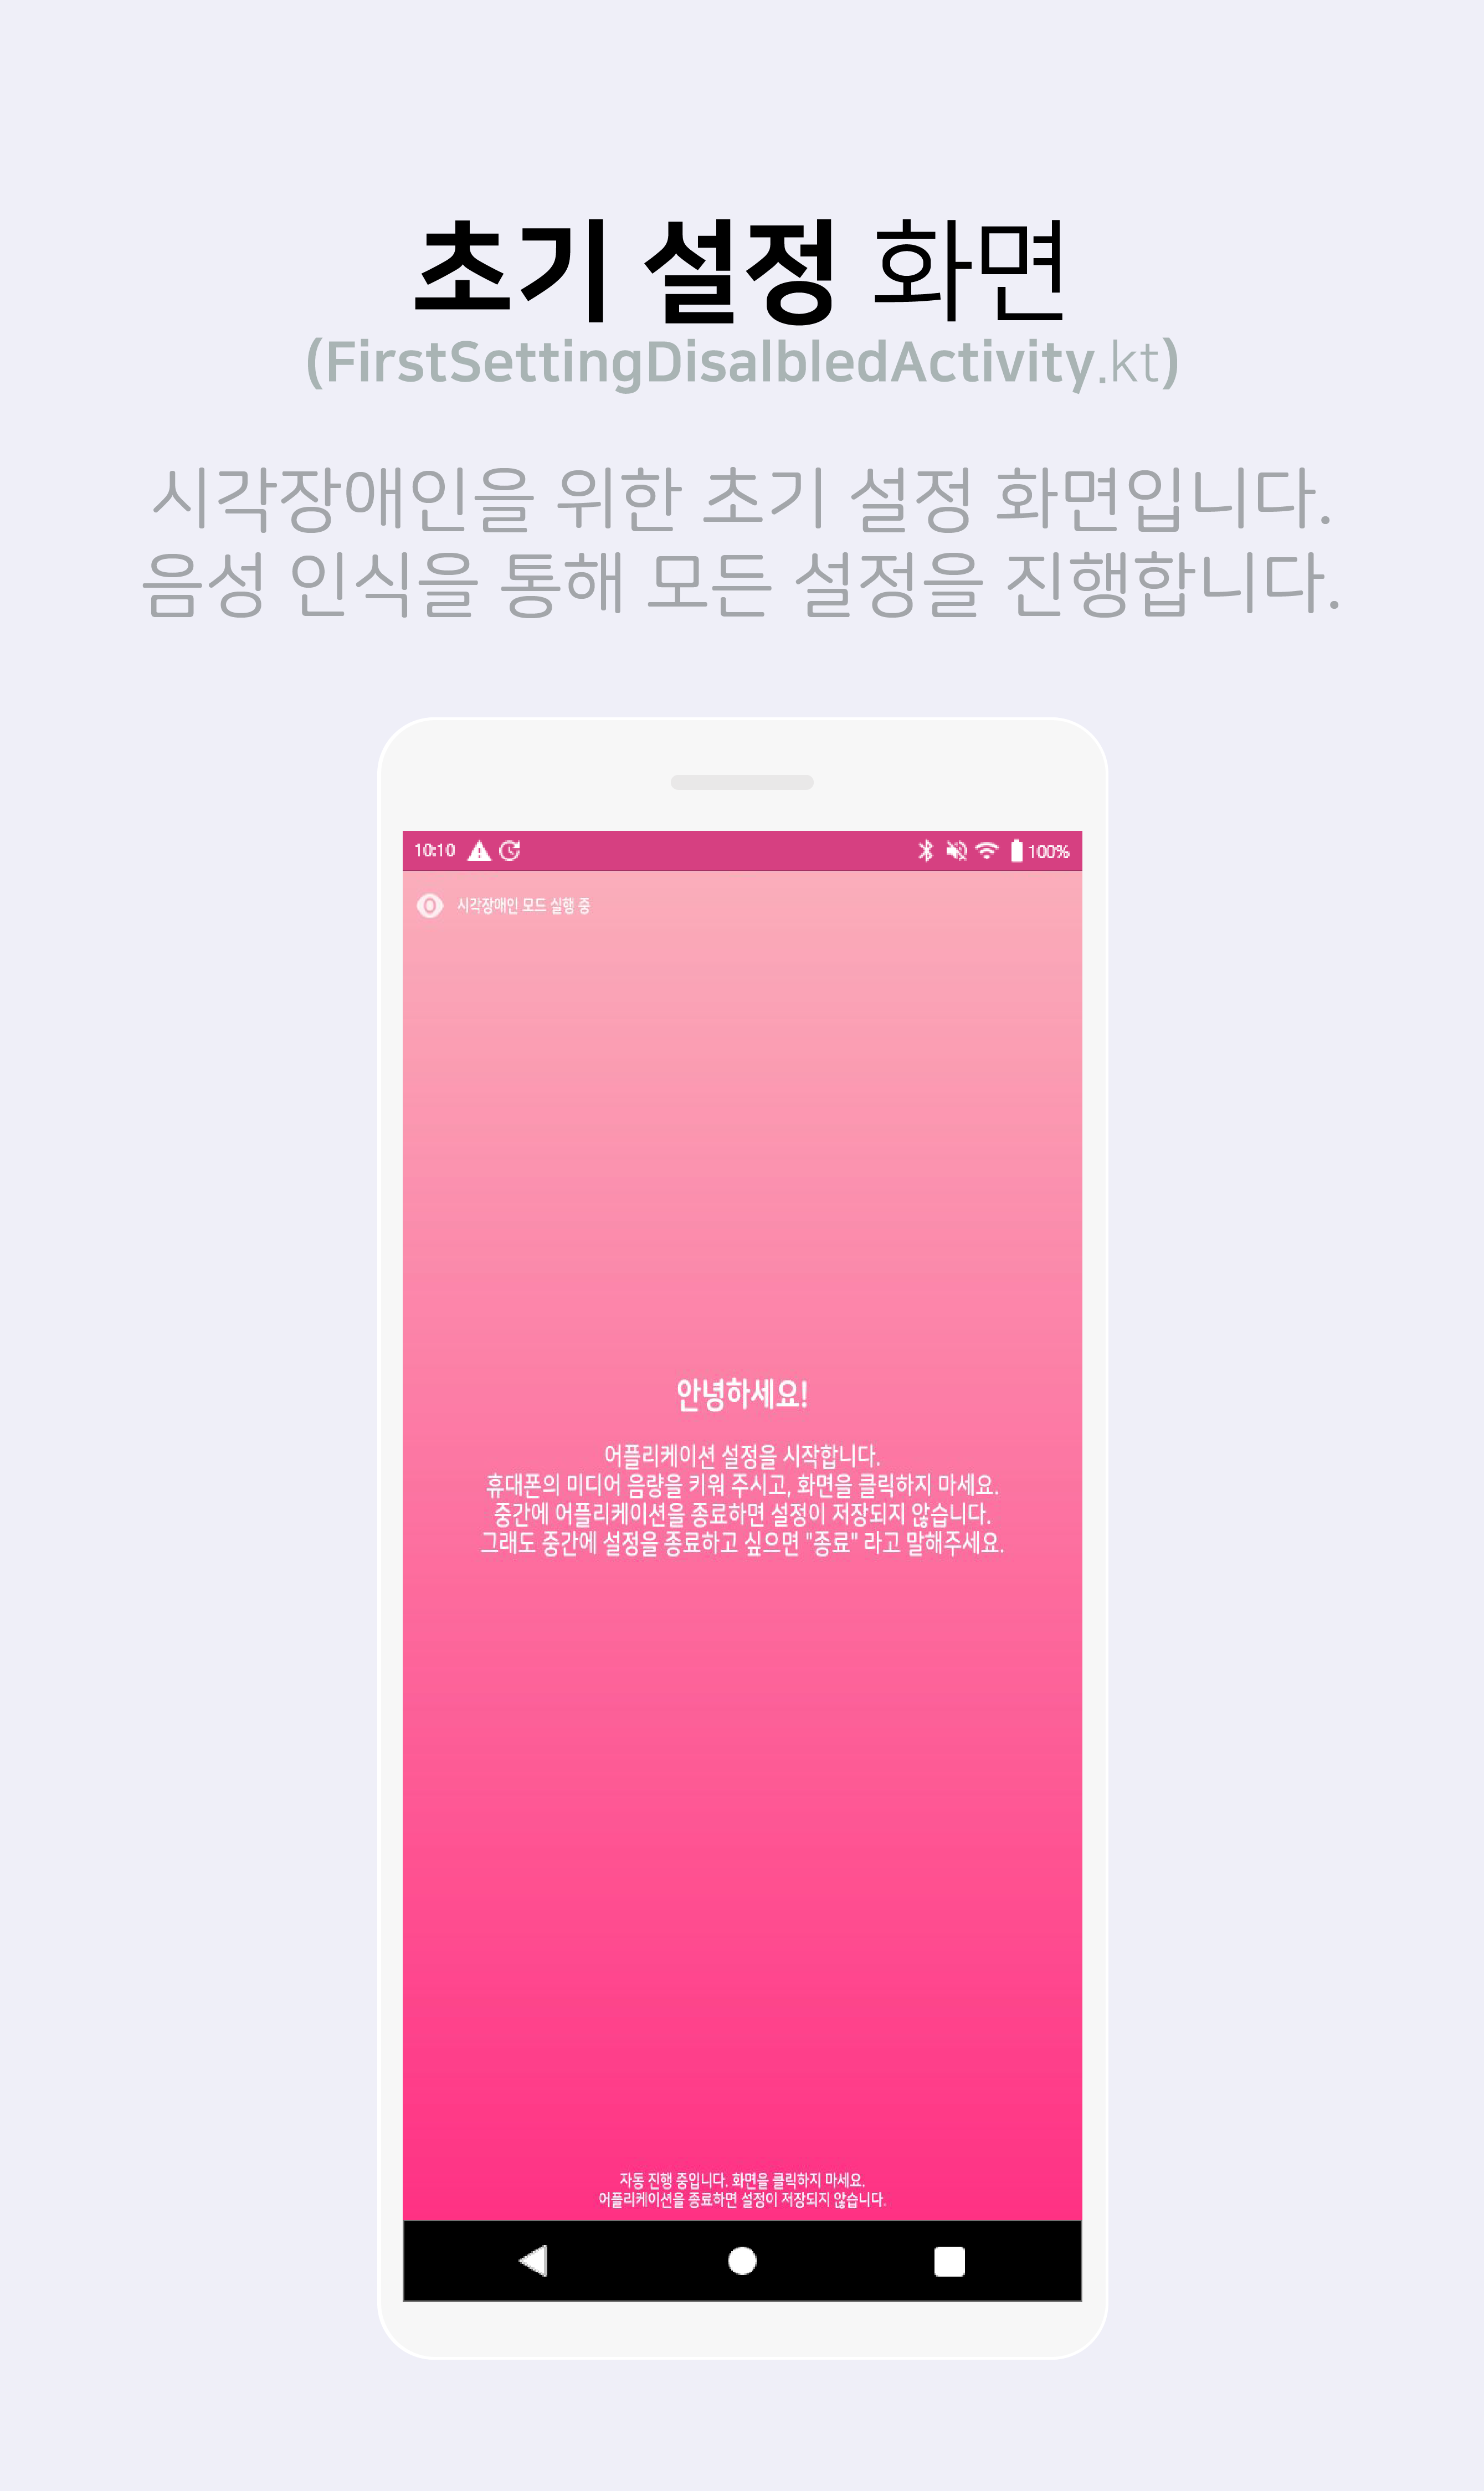 초기 설정 화면
(FirstSettingDisalbledActivity.kt)
시각장애인을 위한 초기 설정 화면입니다.
음성 인식을 통해 모든 설정을 진행합니다.
10:10
100%
시각장애인 모드 실행 중
안녕하세요!
어플리케이션 설정을 시작합니다.
휴대폰의 미디어 음량을 키워 주시고, 화면을 클릭하지 마세요.
중간에 어플리케이션을 종료하면 설정이 저장되지 않습니다.
그래도 중간에 설정을 종료하고 싶으면 "종료" 라고 말해주세요.
자동 진행 중입니다. 화면을 클릭하지 마세요.
어플리케이션을 종료하면 설정이 저장되지 않습니다.